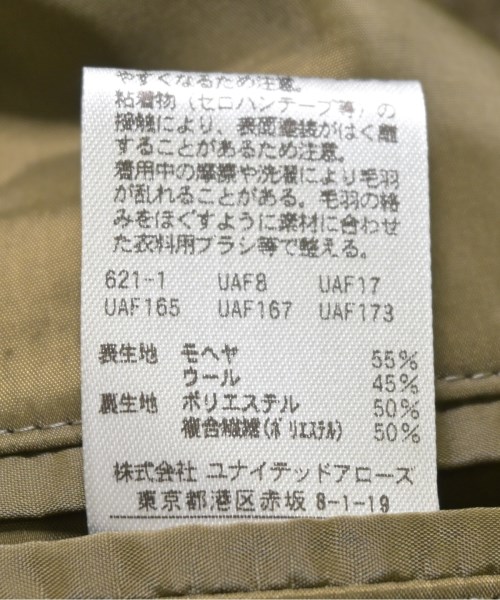 やすくなるため注意。
粘着物（セロハンテープ等）の
接触により、表面塗装がはく離
することがあるため注意。
着用中の摩擦や洗濯により毛羽
が乱れることがある。毛羽の絡
みをほぐすように素材に合わせ
た衣料用ブラシ等で整える。
621-1 UAF8 UAF17
UAF165 UAF167 UAF173
表生地 モヘヤ 55%
ウール 45%
裏生地 ポリエステル 50%
複合繊維(ポリエステル) 50%
株式会社 ユナイテッドアローズ
東京都港区赤坂 8-1-19